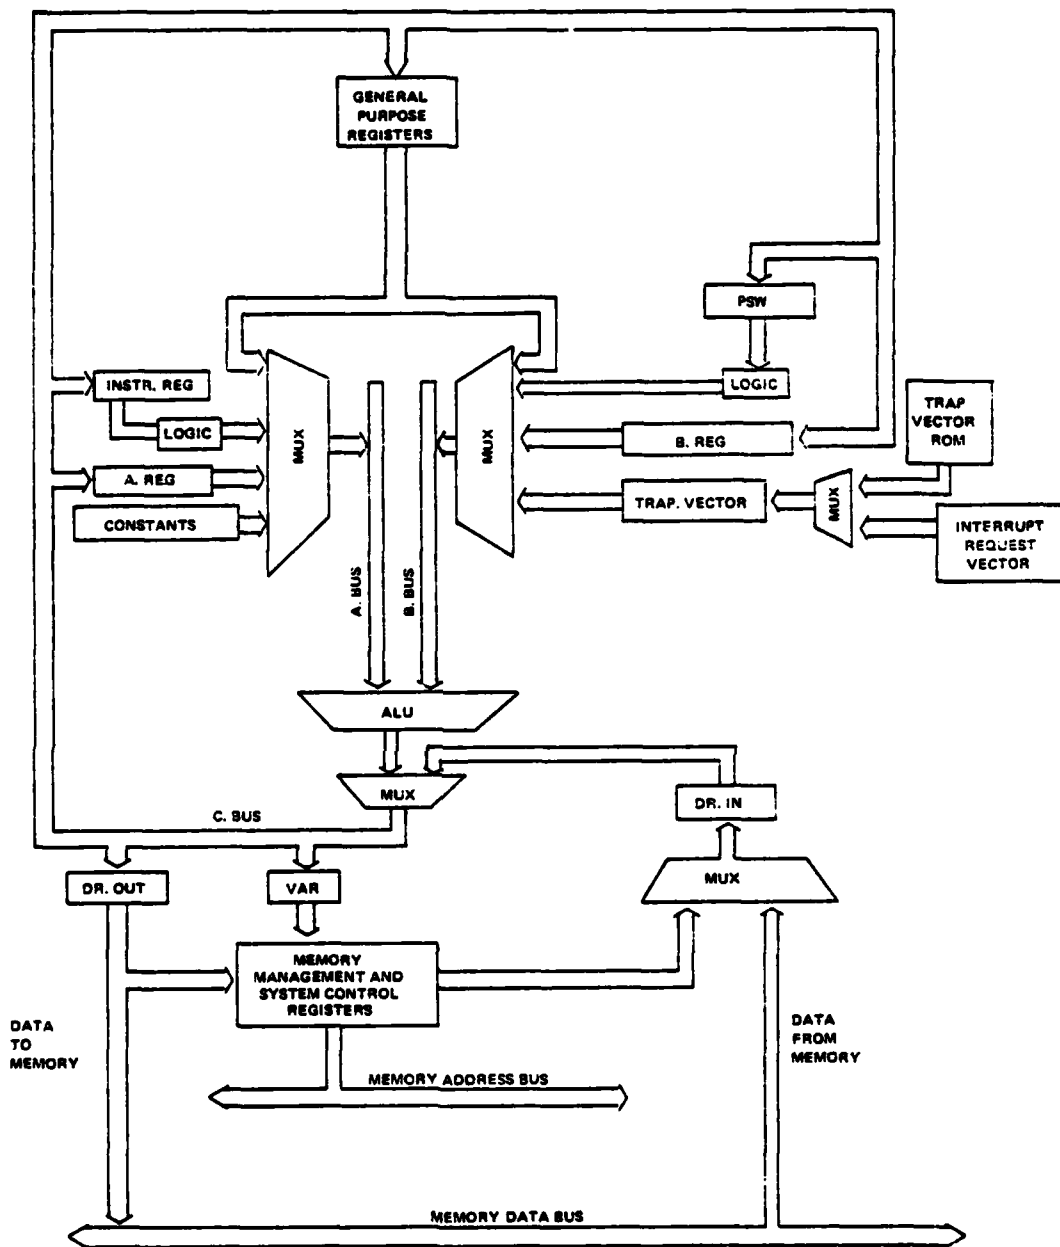 GENERAL
PURPOSE
REGISTERS
PSW
INSTR. REG
LOGIC
TRAP
VECTOR
ROM
LOGIC
MUX
MUX
B. REG
A. REG
TRAP. VECTOR
MUX
CONSTANTS
INTERRUPT
REQUEST
VECTOR
A. BUS
B. BUS
ALU
MUX
DR. IN
C. BUS
MUX
DR. OUT
VAR
MEMORY
MANAGEMENT AND
SYSTEM CONTROL
REGISTERS
DATA
TO
MEMORY
DATA
FROM
MEMORY
MEMORY ADDRESS BUS
MEMORY DATA BUS